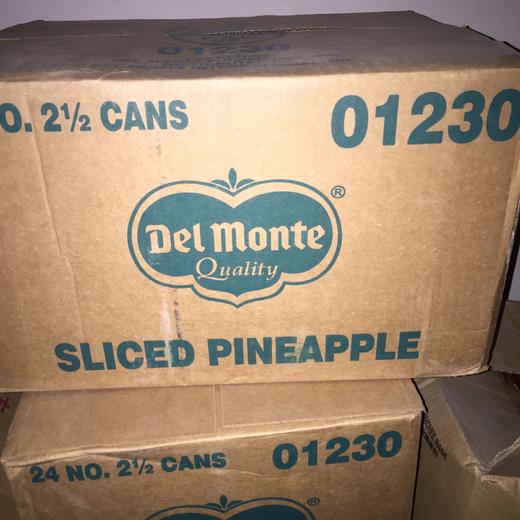 01230
O. 2½ CANS 01230
®
Del Monte
Quality
SLICED PINEAPPLE
24 NO. 2½ CANS 01230
®